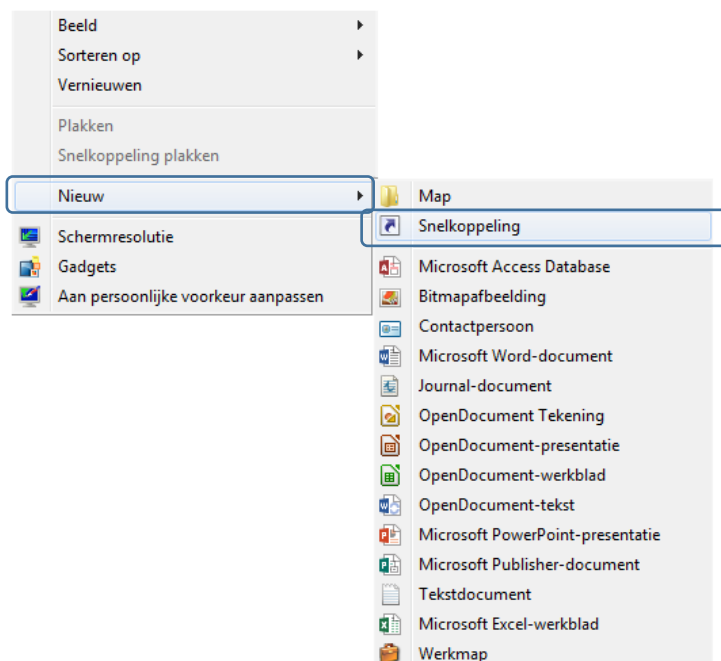 Beeld
Sorteren op
Vernieuwen
Plakken
Snelkoppeling plakken
Nieuw
Schermresolutie
Gadgets
Aan persoonlijke voorkeur aanpassen
Map
Snelkoppeling
Microsoft Access Database
Bitmapafbeelding
Contactpersoon
Microsoft Word-document
Journal-document
OpenDocument Tekening
OpenDocument-presentatie
OpenDocument-werkblad
OpenDocument-tekst
Microsoft PowerPoint-presentatie
Microsoft Publisher-document
Tekstdocument
Microsoft Excel-werkblad
Werkmap